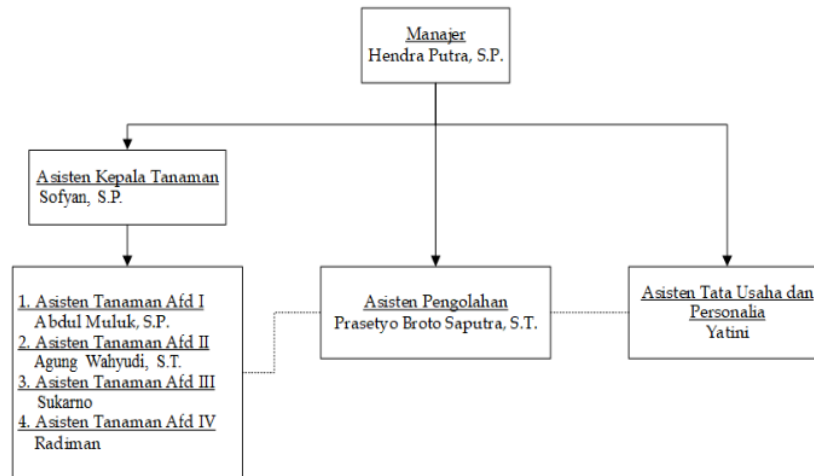 Manajer
Hendra Putra, S.P.
Asisten Kepala Tanaman
Sofyan, S.P.
1. Asisten Tanaman Afd I
Abdul Muluk, S.P.
2. Asisten Tanaman Afd II
Agung Wahyudi, S.T.
3. Asisten Tanaman Afd III
Sukarno
4. Asisten Tanaman Afd IV
Radiman
Asisten Pengolahan
Prasetyo Broto Saputra, S.T.
Asisten Tata Usaha dan
Personalia
Yatini